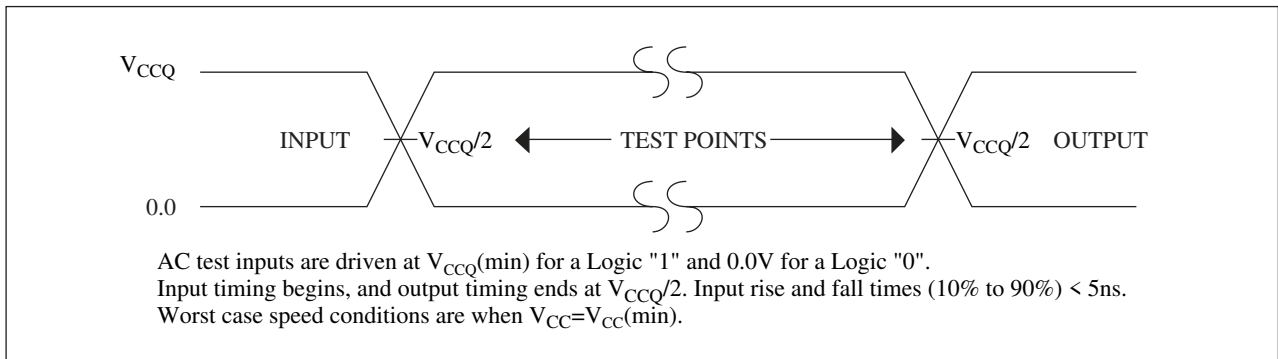 VCCQ
INPUT VCCQ/2 TEST POINTS VCCQ/2 OUTPUT
0.0
AC test inputs are driven at VCCQ(min) for a Logic "1" and 0.0V for a Logic "0".
Input timing begins, and output timing ends at VCCQ/2. Input rise and fall times (10% to 90%) < 5ns.
Worst case speed conditions are when VCC=VCC(min).